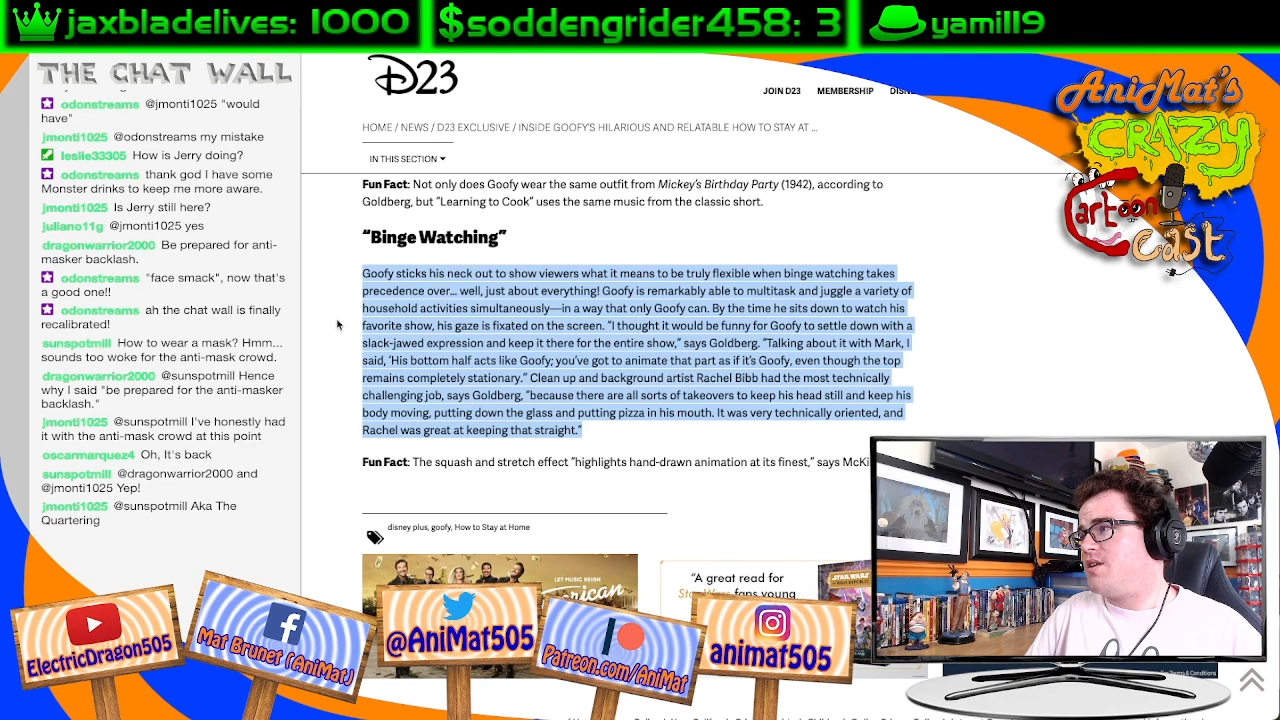 jaxbladelives: 1000
$soddengrider458: 3
yamill9
THE CHAT WALL
odonstreams @jmonti1025 "would
have"
jmonti1025 @odonstreams my mistake
leslie33305 How is Jerry doing?
odonstreams thank god I have some
Monster drinks to keep me more aware.
jmonti1025 Is Jerry still here?
juliano11g @jmonti1025 yes
dragonwarrior2000 Be prepared for anti-
masker backlash.
odonstreams "face smack", now that's
a good one!!
odonstreams ah the chat wall is finally
recalibrated!
sunspotmill How to wear a mask? Hmm...
sounds too woke for the anti-mask crowd.
dragonwarrior2000 @sunspotmill Hence
why I said "be prepared for the anti-masker
backlash."
jmonti1025 @sunspotmill I've honestly had
it with the anti-mask crowd at this point
oscarmarquez4 Oh, It's back
sunspotmill @dragonwarrior2000 and
@jmonti1025 Yep!
jmonti1025 @sunspotmill Aka The
Quartering
D23
JOIN D23 MEMBERSHIP
HOME / NEWS / D23 EXCLUSIVE / INSIDE GOOFY'S HILARIOUS AND RELATABLE HOW TO STAY AT ...
IN THIS SECTION
Fun Fact: Not only does Goofy wear the same outfit from Mickey's Birthday Party (1942), according to
Goldberg, but "Learning to Cook" uses the same music from the classic short.
"Binge Watching"
Goofy sticks his neck out to show viewers what it means to be truly flexible when binge watching takes
precedence over... well, just about everything! Goofy is remarkably able to multitask and juggle a variety of
household activities simultaneously—in a way that only Goofy can. By the time he sits down to watch his
favorite show, his gaze is fixated on the screen. "I thought it would be funny for Goofy to settle down with a
slack-jawed expression and keep it there for the entire show," says Goldberg. "Talking about it with Mark, I
said, 'His bottom half acts like Goofy; you've got to animate that part as if it's Goofy, even though the top
remains completely stationary." Clean up and background artist Rachel Bibb had the most technically
challenging job, says Goldberg, "because there are all sorts of takeovers to keep his head still and keep his
body moving, putting down the glass and putting pizza in his mouth. It was very technically oriented, and
Rachel was great at keeping that straight."
Fun Fact: The squash and stretch effect "highlights hand-drawn animation at its finest," says McKi
disney plus, goofy, How to Stay at Home
LET MUSIC REIGN
"A great read for
Star Wars fans young
STAR WARS
AniMat's
CRAZY
Cartoon
Cast
ElectricDragon505
Mat Brunet (AniMat)
@AniMat505
Patreon.com/AniMat
animat505